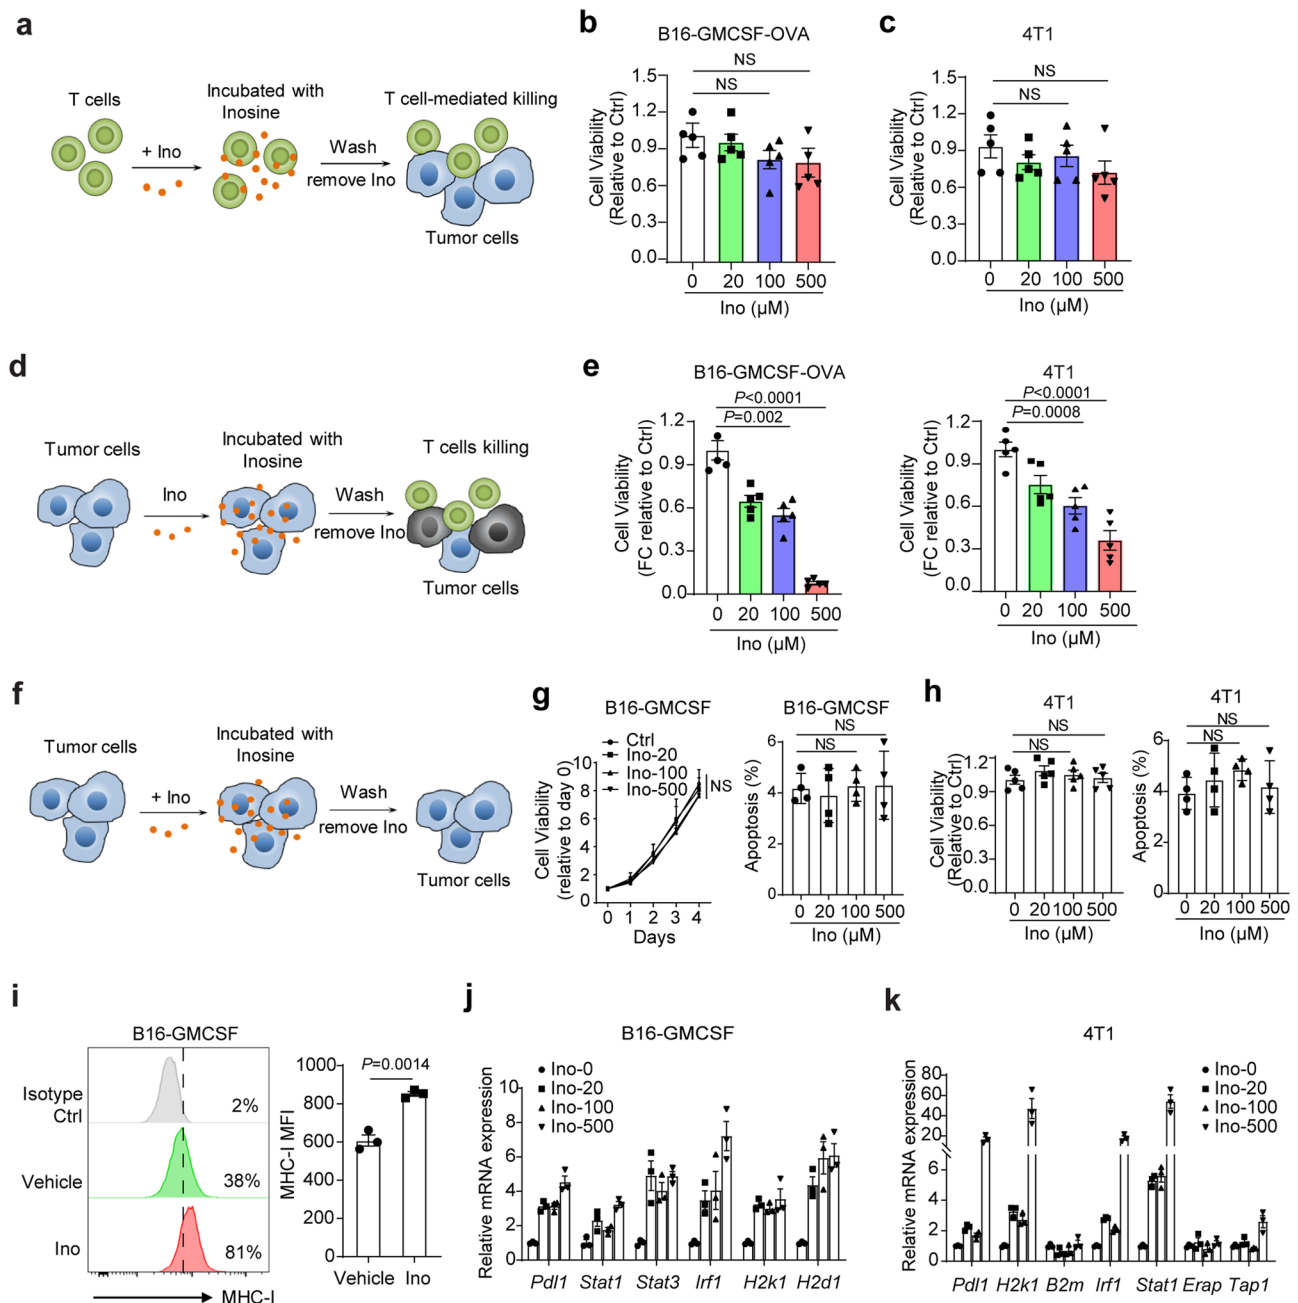 a
T cells
+ Ino
Incubated with
Inosine
Wash
remove Ino
T cell-mediated killing
Tumor cells
b
B16-GMCSF-OVA
Cell Viability
(Relative to Ctrl)
1.5
1.2
0.9
0.6
0.3
0.0
NS
NS
0 20 100 500
Ino (µM)
c
4T1
Cell Viability
(Relative to Ctrl)
1.5
1.2
0.9
0.6
0.3
0.0
NS
NS
0 20 100 500
Ino (µM)
d
Tumor cells
Ino
Incubated with
Inosine
Wash
remove Ino
T cells killing
Tumor cells
e
B16-GMCSF-OVA
Cell Viability
(FC relative to Ctrl)
1.2
0.9
0.6
0.3
0.0
P<0.0001
P=0.002
0 20 100 500
Ino (µM)
4T1
Cell Viability
(FC relative to Ctrl)
1.2
0.9
0.6
0.3
0.0
P<0.0001
P=0.0008
0 20 100 500
Ino (µM)
f
Tumor cells
+ Ino
Incubated with
Inosine
Wash
remove Ino
Tumor cells
g
B16-GMCSF
Ctrl
Ino-20
Ino-100
Ino-500
Cell Viability
(relative to day 0)
10
8
6
4
2
0
NS
0 1 2 3 4
Days
B16-GMCSF
Apoptosis (%)
6
4
2
0
NS
NS
0 20 100 500
Ino (µM)
h
4T1
Cell Viability
(Relative to Ctrl)
1.2
0.9
0.6
0.3
0.0
NS
NS
0 20 100 500
Ino (µM)
4T1
Apoptosis (%)
6
4
2
0
NS
NS
0 20 100 500
Ino (µM)
i
B16-GMCSF
Isotype
Ctrl
2%
Vehicle
38%
Ino
81%
MHC-I
MHC-I MFI
1000
800
600
400
200
0
P=0.0014
Vehicle Ino
j
B16-GMCSF
Ino-0
Ino-20
Ino-100
Ino-500
Relative mRNA expression
10
8
6
4
2
0
Pdl1 Stat1 Stat3 Irf1 H2k1 H2d1
k
4T1
Ino-0
Ino-20
Ino-100
Ino-500
Relative mRNA expression
80
60
40
20
6
4
2
0
Pdl1 H2k1 B2m Irf1 Stat1 Erap Tap1